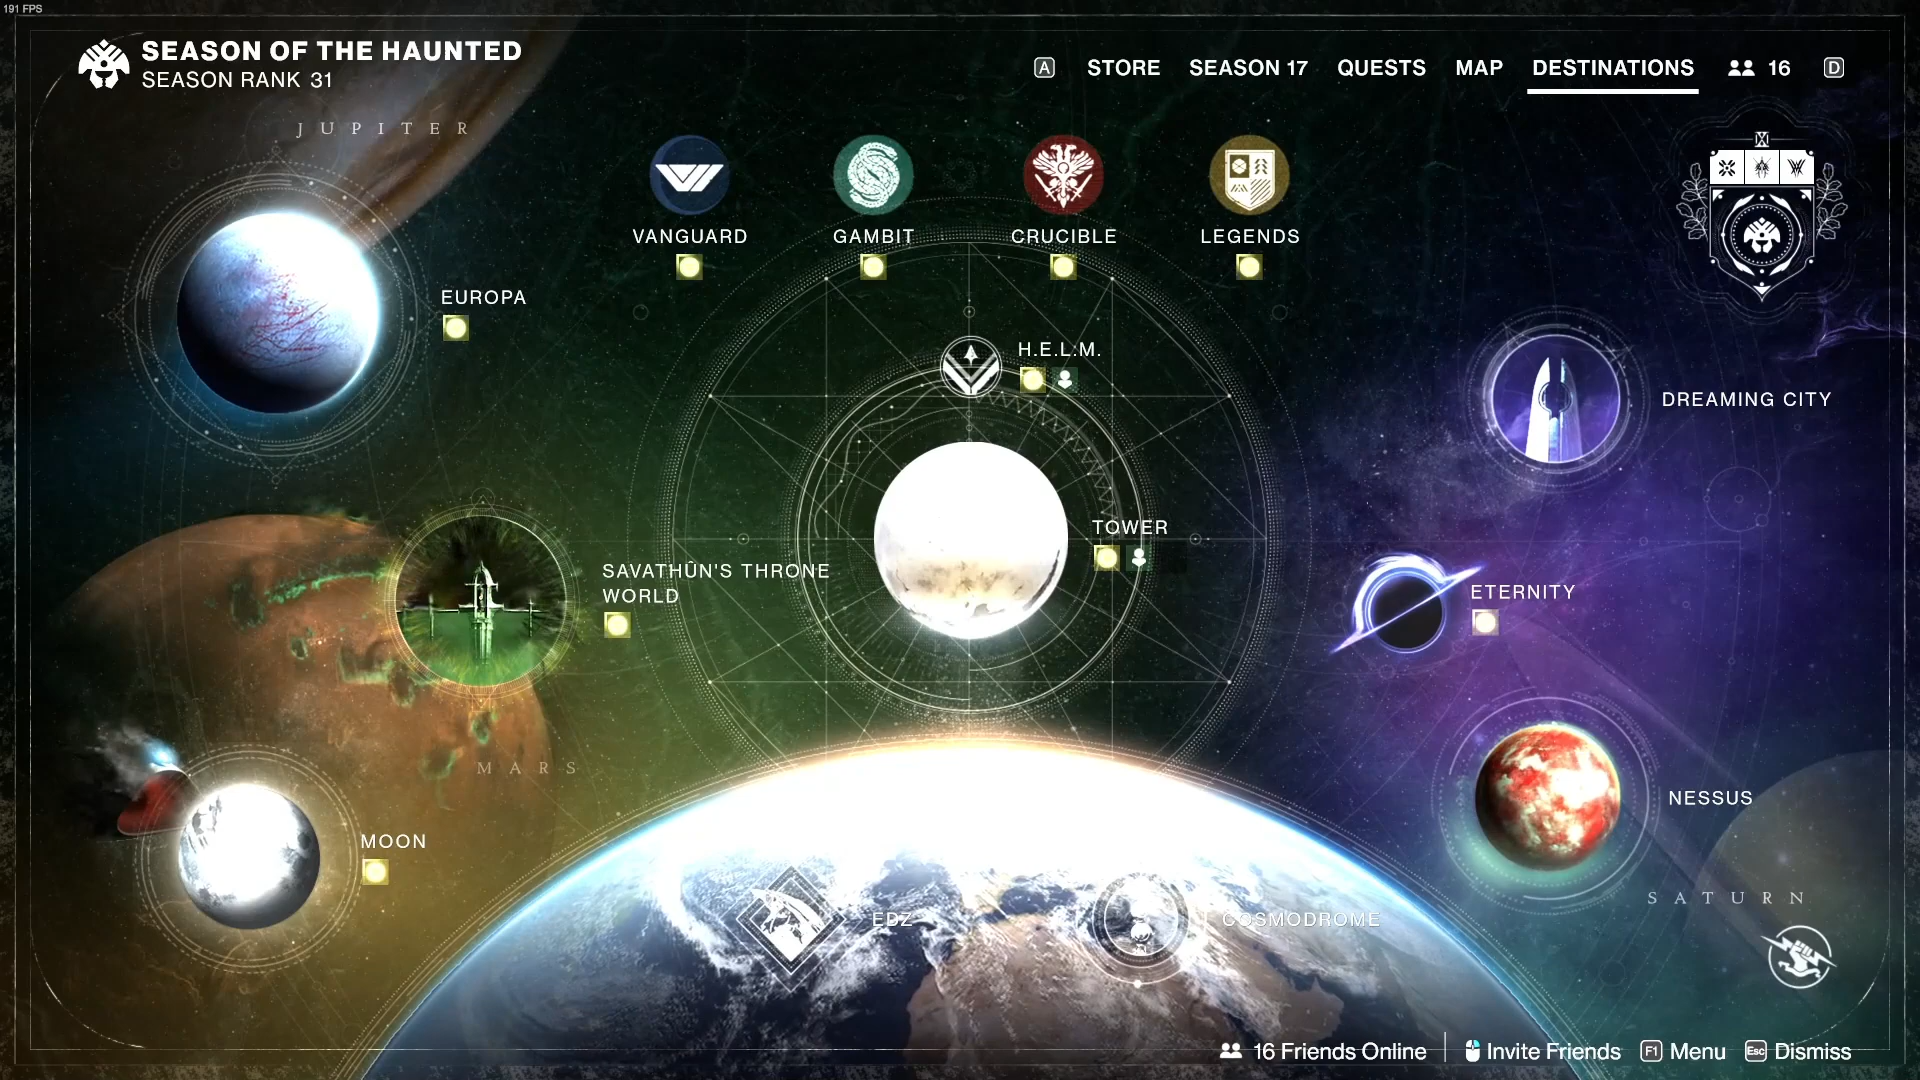 191 FPS
SEASON OF THE HAUNTED
SEASON RANK 31
A STORE SEASON 17 QUESTS MAP DESTINATIONS 16 D
JUPITER
VANGUARD
GAMBIT
CRUCIBLE
LEGENDS
EUROPA
H.E.L.M.
DREAMING CITY
TOWER
SAVATHÛN'S THRONE
WORLD
ETERNITY
MARS
NESSUS
MOON
SATURN
EDZ
COSMODROME
16 Friends Online
Invite Friends
F1 Menu
Esc Dismiss